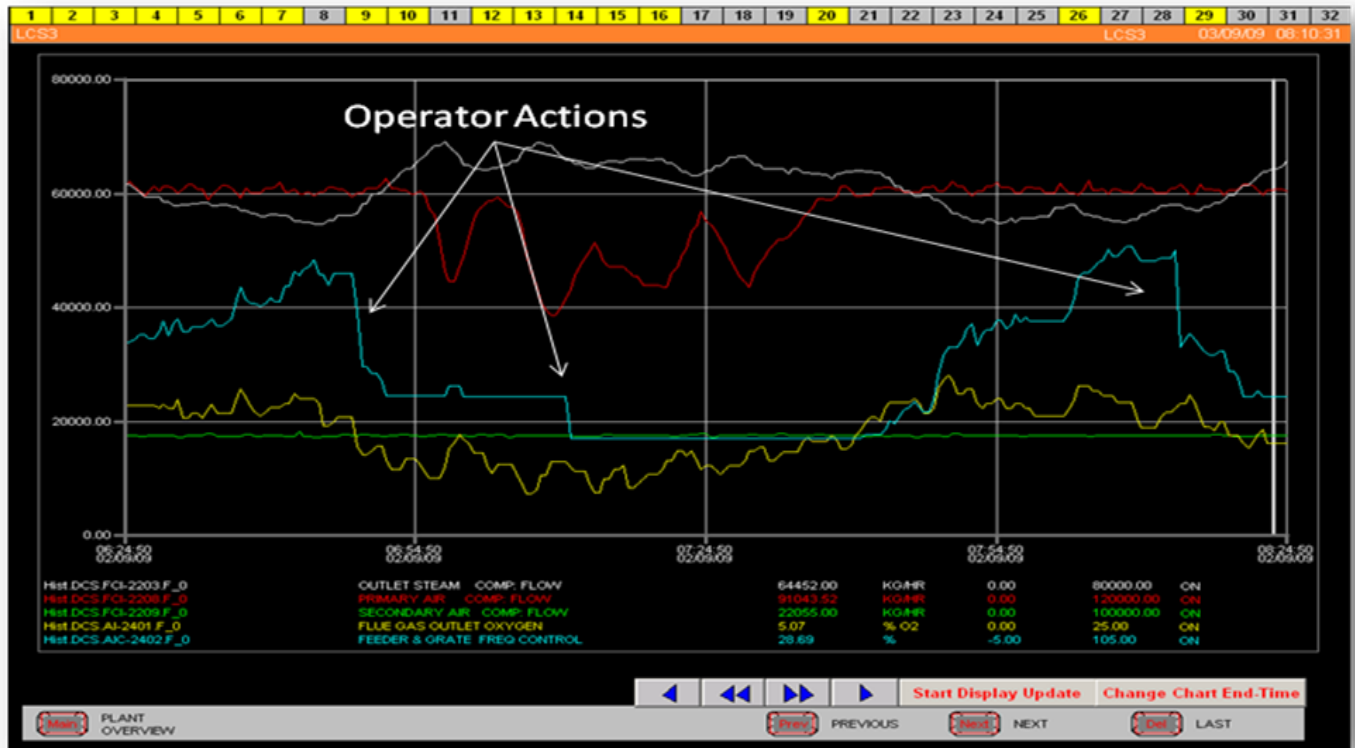 1 2 3 4 5 6 7 8 9 10 11 12 13 14 15 16 17 18 19 20 21 22 23 24 25 26 27 28 29 30 31 32
LCS3 LCS3 03/09/09 08:10:31
80000.00
Operator Actions
60000.00
40000.00
20000.00
0.00
06:24:50 06:54:50 07:24:50 07:54:50 08:24:50
02/09/09 02/09/09 02/09/09 02/09/09 02/09/09
Hist.DCS.FCI-2203.F_0 OUTLET STEAM COMP: FLOW 64452.00 KG/HR 0.00 80000.00 ON
Hist.DCS.FCI-2208.F_0 PRIMARY AIR COMP: FLOW 91043.52 KG/HR 0.00 120000.00 ON
Hist.DCS.FCI-2209.F_0 SECONDARY AIR COMP: FLOW 22055.00 KG/HR 0.00 100000.00 ON
Hist.DCS.AI-2401.F_0 FLUE GAS OUTLET OXYGEN 5.07 % O2 0.00 25.00 ON
Hist.DCS.AIC-2402.F_0 FEEDER & GRATE FREQ CONTROL 28.69 % -5.00 105.00 ON
Start Display Update Change Chart End-Time
Main PLANT OVERVIEW Prev PREVIOUS Next NEXT Del LAST